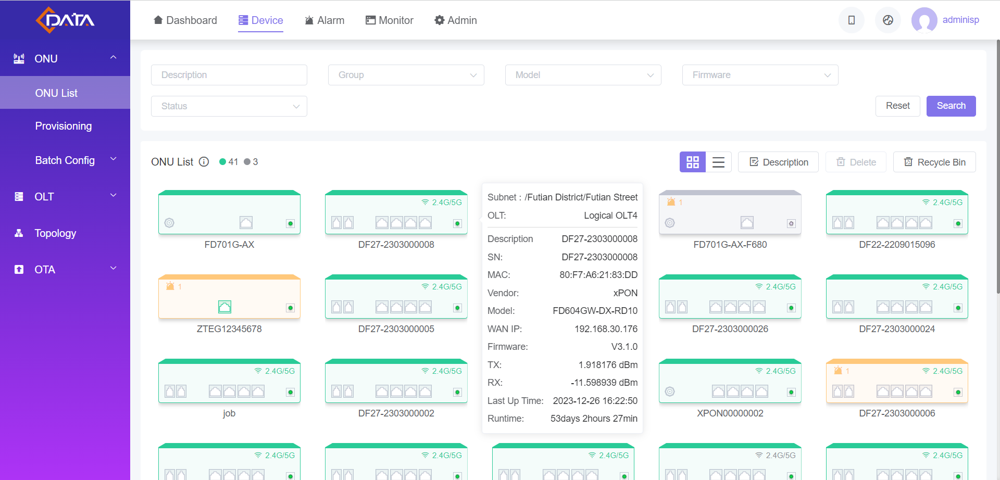 DATA
Dashboard
Device
Alarm
Monitor
Admin
adminisp
ONU
ONU List
Provisioning
Batch Config
OLT
Topology
OTA
Description
Group
Model
Firmware
Status
Reset
Search
ONU List
41
3
Description
Delete
Recycle Bin
FD701G-AX
2.4G/5G
DF27-2303000008
Subnet : /Futian District/Futian Street
OLT: Logical OLT4
Description DF27-2303000008
SN: DF27-2303000008
MAC: 80:F7:A6:21:83:DD
Vendor: xPON
Model: FD604GW-DX-RD10
WAN IP: 192.168.30.176
Firmware: V3.1.0
TX: 1.918176 dBm
RX: -11.598939 dBm
Last Up Time: 2023-12-26 16:22:50
Runtime: 53days 2hours 27min
1
FD701G-AX-F680
2.4G/5G
DF22-2209015096
1
ZTEG12345678
2.4G/5G
DF27-2303000005
2.4G/5G
DF27-2303000026
2.4G/5G
DF27-2303000024
2.4G/5G
job
2.4G/5G
DF27-2303000002
2.4G/5G
XPON00000002
1
2.4G/5G
DF27-2303000006
2.4G/5G
2.4G/5G
2.4G/5G
2.4G/5G
2.4G/5G